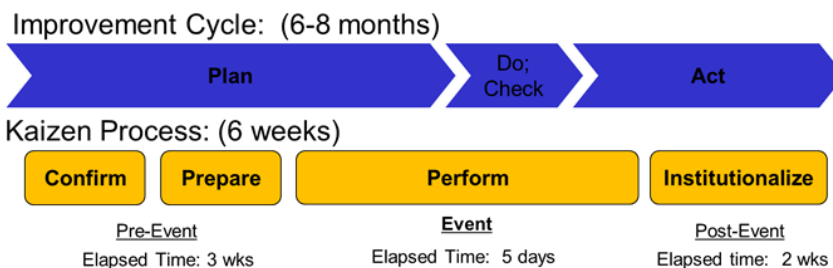 Improvement Cycle: (6-8 months)
Plan
Do;
Check
Act
Kaizen Process: (6 weeks)
Confirm
Prepare
Perform
Institutionalize
Pre-Event
Event
Post-Event
Elapsed Time: 3 wks
Elapsed Time: 5 days
Elapsed time: 2 wks